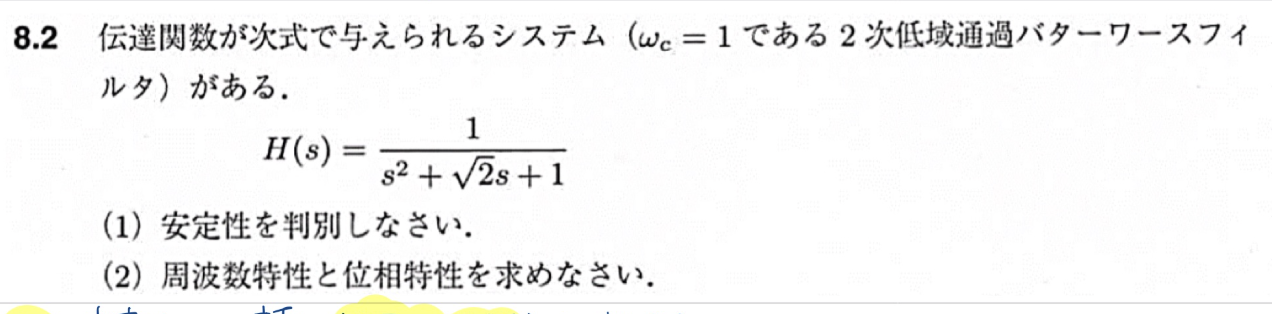 8.2 伝達関数が次式で与えられるシステム（ω_c = 1 である 2 次低域通過バターワースフィ
ルタ）がある．
H(s) = 1 / (s² + √2s + 1)
(1) 安定性を判別しなさい．
(2) 周波数特性と位相特性を求めなさい．